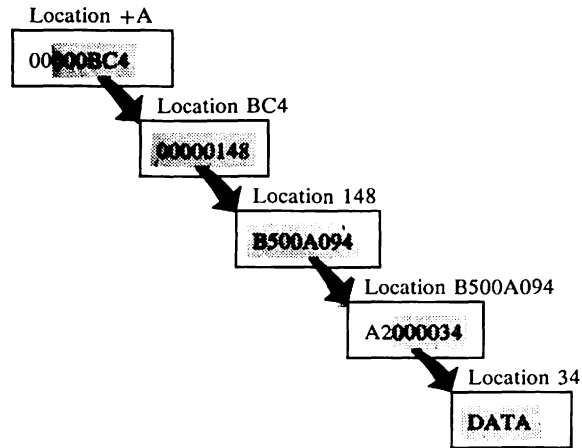 Location +A
00000BC4
Location BC4
00000148
Location 148
B500A094
Location B500A094
A2000034
Location 34
DATA